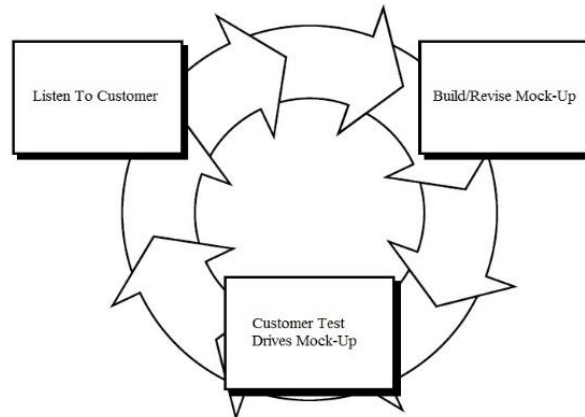 Listen To Customer
Build/Revise Mock-Up
Customer Test
Drives Mock-Up